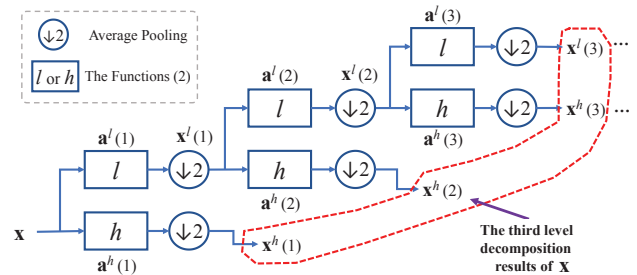 ↓2 Average Pooling
l or h The Functions (2)
a^l(3)
l ↓2 x^l(3) ...
a^l(2) x^l(2)
l ↓2 h ↓2 x^h(3) ...
a^h(3)
a^l(1) x^l(1)
l ↓2 h ↓2 x^h(2)
a^h(2)
x h ↓2 x^h(1)
a^h(1)
The third level
decomposition
results of x